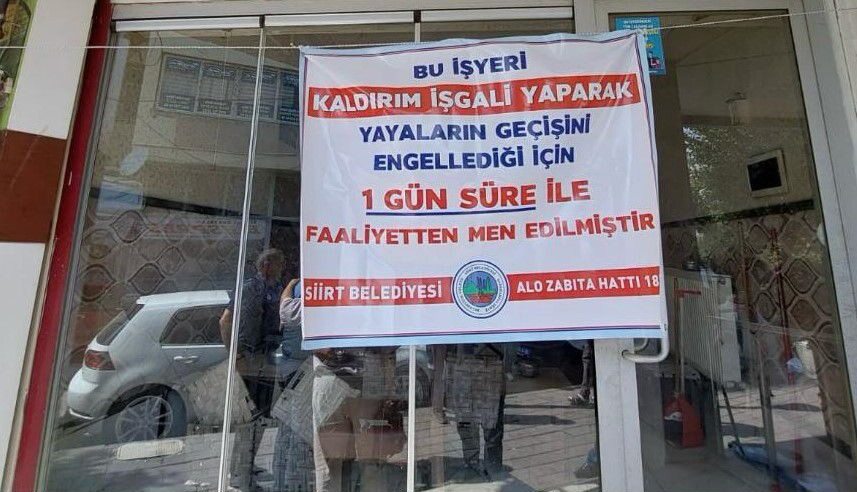 BU İŞYERİ
KALDIRIM İŞGALİ YAPARAK
YAYALARIN GEÇİŞİNİ
ENGELLEDİĞİ İÇİN
1 GÜN SÜRE İLE
FAALİYETTEN MEN EDİLMİŞTİR
SİİRT BELEDİYESİ
ALO ZABITA HATTI 18